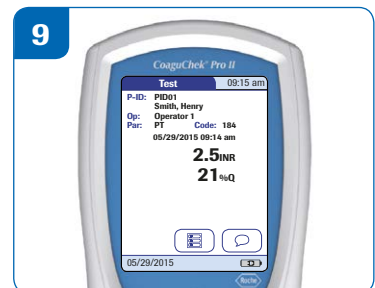 9
CoaguChek® Pro II
Test 09:15 am
P-ID: PID01
Smith, Henry
Op: Operator 1
Par: PT Code: 184
05/29/2015 09:14 am
2.5INR
21%Q
05/29/2015
Roche